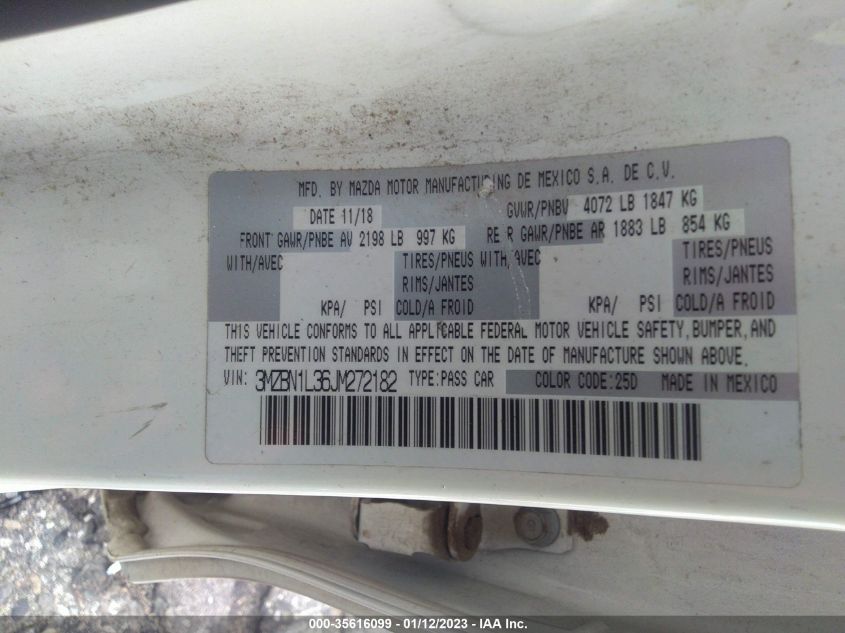 MFD. BY MAZDA MOTOR MANUFACTURING DE MEXICO S.A. DE C.V.
DATE 11/18 GVWR/PNBV 4072 LB 1847 KG
FRONT GAWR/PNBE AV 2198 LB 997 KG RE R GAWR/PNBE AR 1883 LB 854 KG
WITH/AVEC TIRES/PNEUS WITH/AVEC TIRES/PNEUS
RIMS/JANTES RIMS/JANTES
KPA/ PSI COLD/A FROID KPA/ PSI COLD/A FROID
THIS VEHICLE CONFORMS TO ALL APPLICABLE FEDERAL MOTOR VEHICLE SAFETY, BUMPER, AND
THEFT PREVENTION STANDARDS IN EFFECT ON THE DATE OF MANUFACTURE SHOWN ABOVE.
VIN: 3MZBN1L36JM272182 TYPE:PASS CAR COLOR CODE:25D MADE IN MEXICO
000-35616099 - 01/12/2023 - IAA Inc.